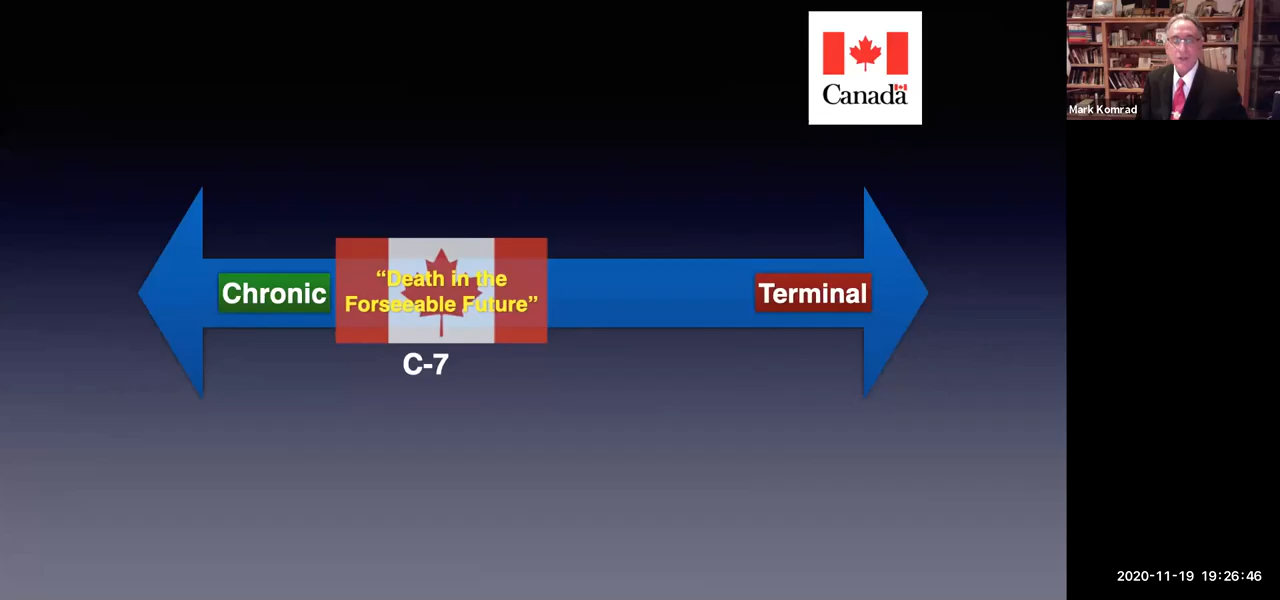 Canada
Mark Komrad
Chronic
“Death in the
Forseeable Future”
Terminal
C-7
2020-11-19 19:26:46